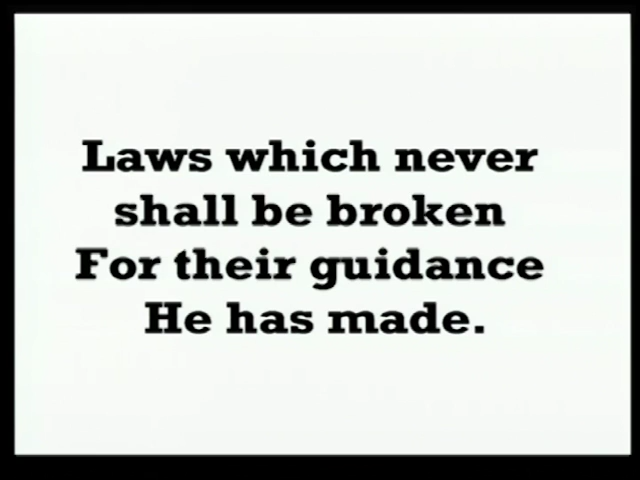 Laws which never
shall be broken
For their guidance
He has made.